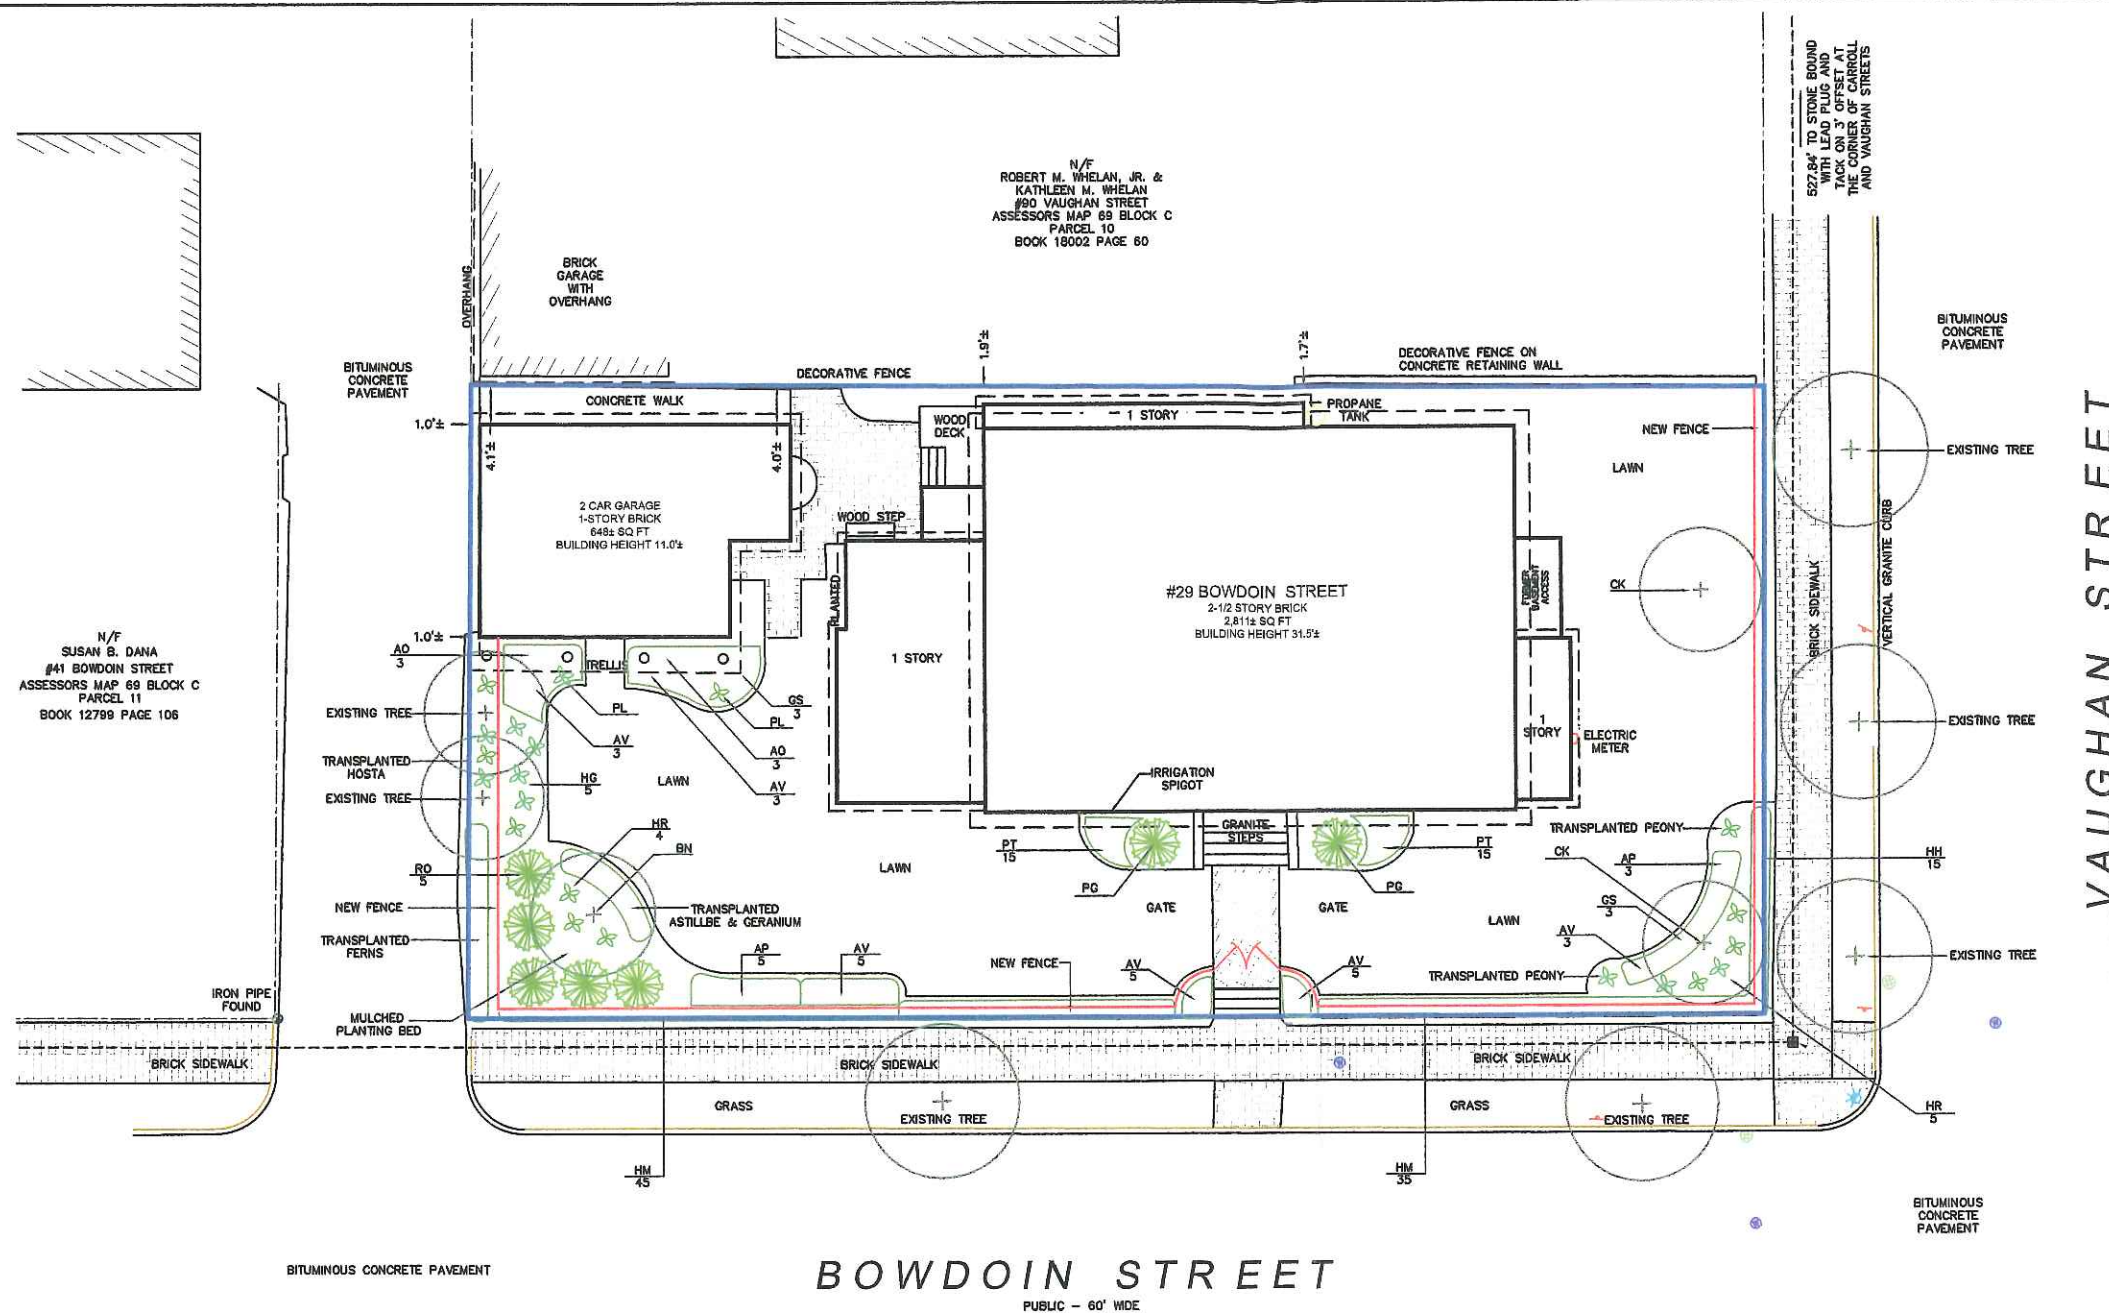 527.84' TO STONE BOUND
WITH LEAD PLUG AND
TACK ON 3' OFFSET AT
THE CORNER OF CARROLL
AND VAUGHAN STREETS
N/F
ROBERT M. WHELAN, JR. &
KATHLEEN M. WHELAN
#90 VAUGHAN STREET
ASSESSORS MAP 69 BLOCK C
PARCEL 10
BOOK 18002 PAGE 60
BRICK
GARAGE
WITH
OVERHANG
OVERHANG
BITUMINOUS
CONCRETE
PAVEMENT
BITUMINOUS
CONCRETE
PAVEMENT
1.9'±
1.7'±
DECORATIVE FENCE
DECORATIVE FENCE ON
CONCRETE RETAINING WALL
CONCRETE WALK
1.0'±
4.1'±
4.0'±
WOOD
DECK
1 STORY
PROPANE
TANK
NEW FENCE
LAWN
EXISTING TREE
2 CAR GARAGE
1-STORY BRICK
648± SQ FT
BUILDING HEIGHT 11.0'±
WOOD STEP
PLANTED
#29 BOWDOIN STREET
2-1/2 STORY BRICK
2,811± SQ FT
BUILDING HEIGHT 31.5'±
FORMER
BASEMENT
ACCESS
CK
BRICK SIDEWALK
VERTICAL GRANITE CURB
VAUGHAN STREET
N/F
SUSAN B. DANA
#41 BOWDOIN STREET
ASSESSORS MAP 69 BLOCK C
PARCEL 11
BOOK 12799 PAGE 106
1.0'±
AO
3
TRELLIS
1 STORY
EXISTING TREE
PL
GS
3
PL
EXISTING TREE
1
STORY
ELECTRIC
METER
AV
3
AO
3
TRANSPLANTED
HOSTA
HG
5
LAWN
AV
3
IRRIGATION
SPIGOT
EXISTING TREE
HR
4
BN
GRANITE
STEPS
TRANSPLANTED PEONY
PT
15
PT
15
CK
AP
3
HH
15
RO
5
LAWN
PG
PG
NEW FENCE
TRANSPLANTED
ASTILLBE & GERANIUM
GATE
GATE
GS
3
LAWN
TRANSPLANTED
FERNS
AP
5
AV
5
NEW FENCE
AV
5
AV
5
AV
3
TRANSPLANTED PEONY
EXISTING TREE
IRON PIPE
FOUND
MULCHED
PLANTING BED
BRICK SIDEWALK
BRICK SIDEWALK
BRICK SIDEWALK
GRASS
EXISTING TREE
GRASS
EXISTING TREE
HR
5
HM
45
HM
35
BITUMINOUS
CONCRETE
PAVEMENT
BITUMINOUS CONCRETE PAVEMENT
BOWDOIN STREET
PUBLIC - 60' WIDE